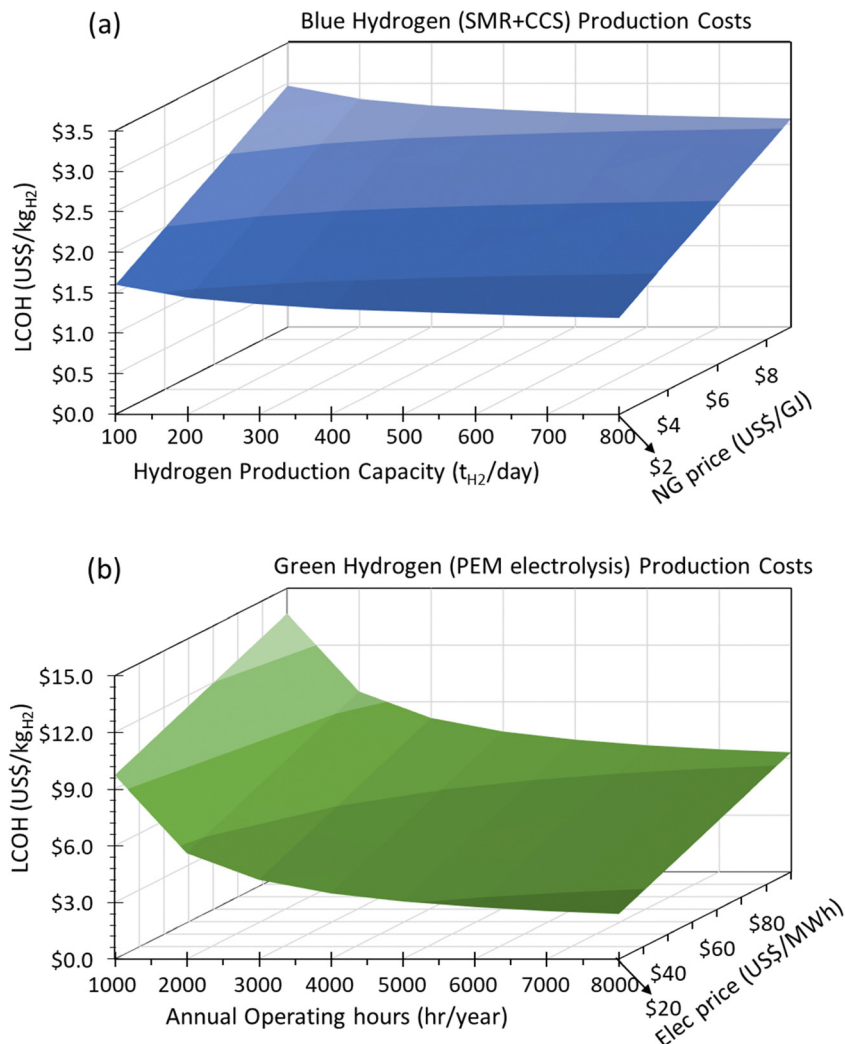 (a)
Blue Hydrogen (SMR+CCS) Production Costs
LCOH (US$/kgH2)
$3.5
$3.0
$2.5
$2.0
$1.5
$1.0
$0.5
$0.0
100 200 300 400 500 600 700 800
Hydrogen Production Capacity (tH2/day)
$2 $4 $6 $8
NG price (US$/GJ)
(b)
Green Hydrogen (PEM electrolysis) Production Costs
LCOH (US$/kgH2)
$15.0
$12.0
$9.0
$6.0
$3.0
$0.0
1000 2000 3000 4000 5000 6000 7000 8000
Annual Operating hours (hr/year)
$20 $40 $60 $80
Elec price (US$/MWh)